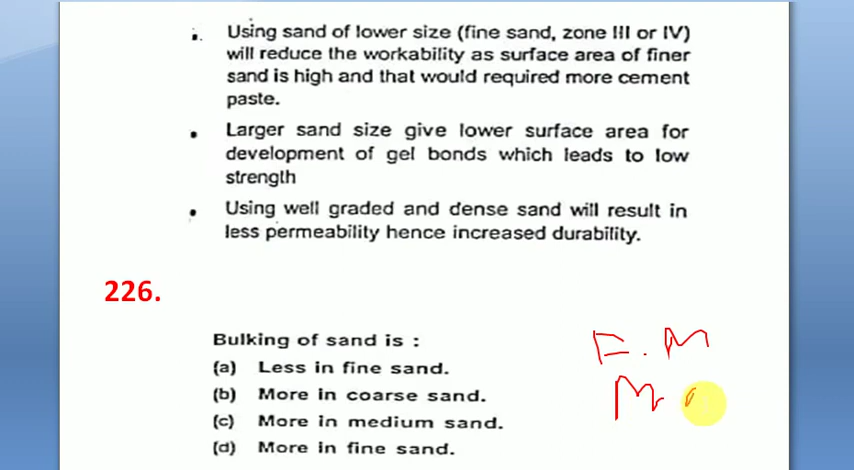 Using sand of lower size (fine sand, zone III or IV)
will reduce the workability as surface area of finer
sand is high and that would required more cement
paste.
• Larger sand size give lower surface area for
development of gel bonds which leads to low
strength
• Using well graded and dense sand will result in
less permeability hence increased durability.
226.
Bulking of sand is :
(a) Less in fine sand.
(b) More in coarse sand.
(c) More in medium sand.
(d) More in fine sand.
F.M
M